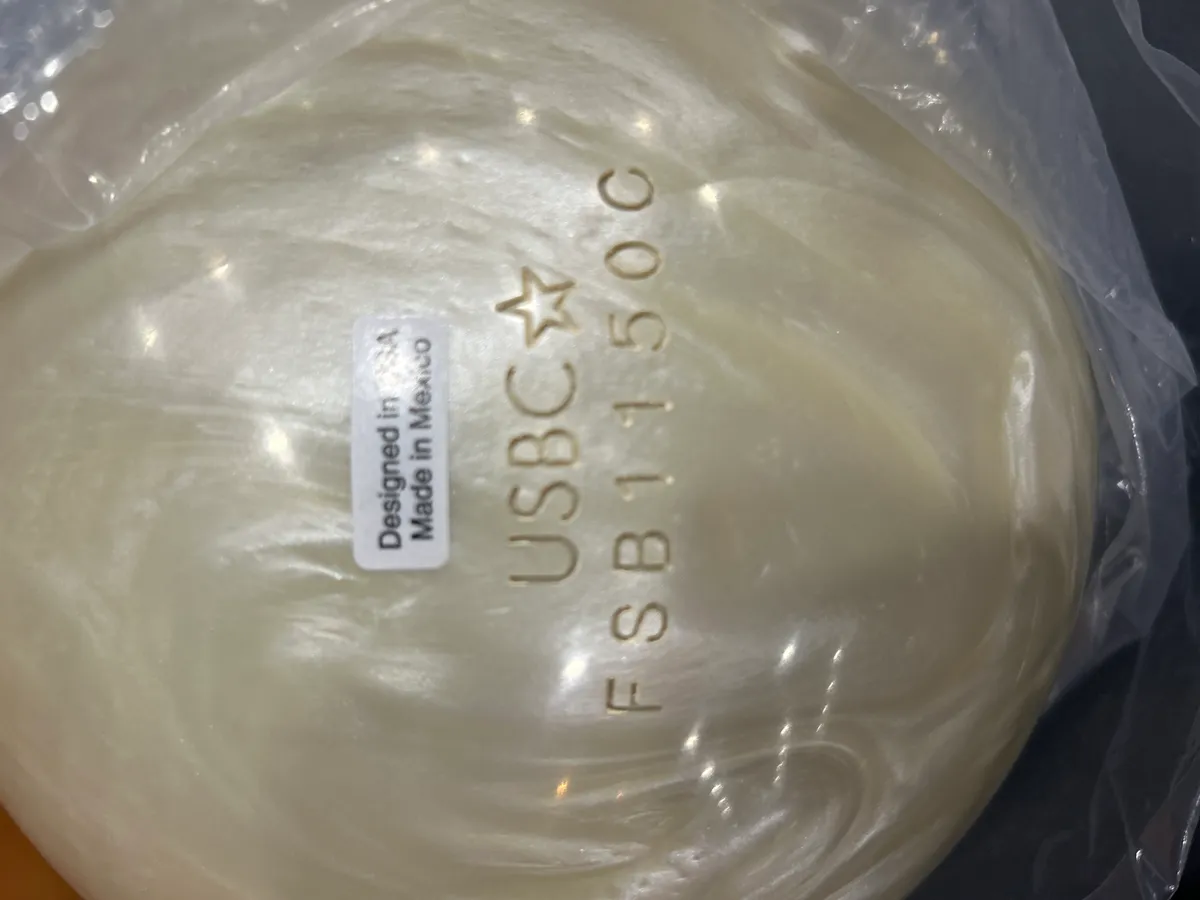 Designed in USA
Made in Mexico
USBC☆
FSB1150C